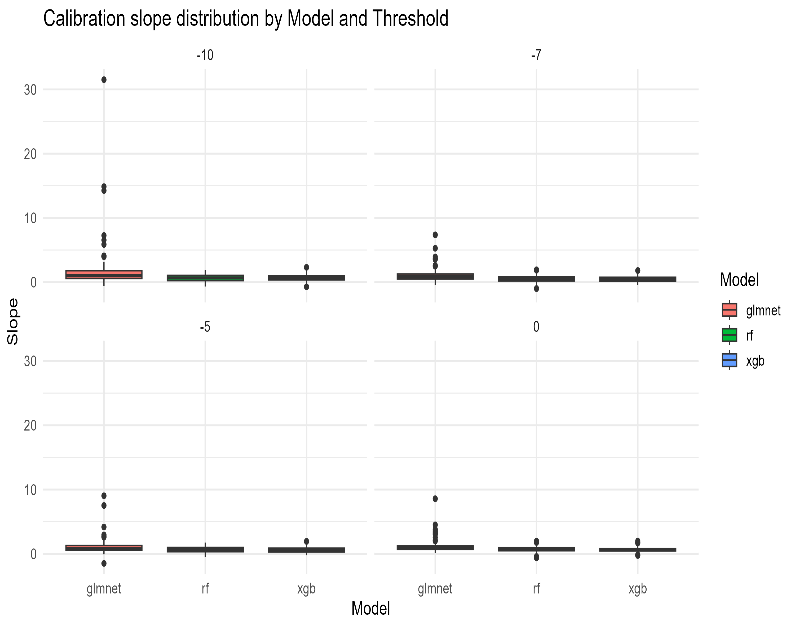 Calibration slope distribution by Model and Threshold
-10
-7
30
20
10
0
Slope
-5
0
30
20
10
0
glmnet
rf
xgb
glmnet
rf
xgb
Model
Model
glmnet
rf
xgb